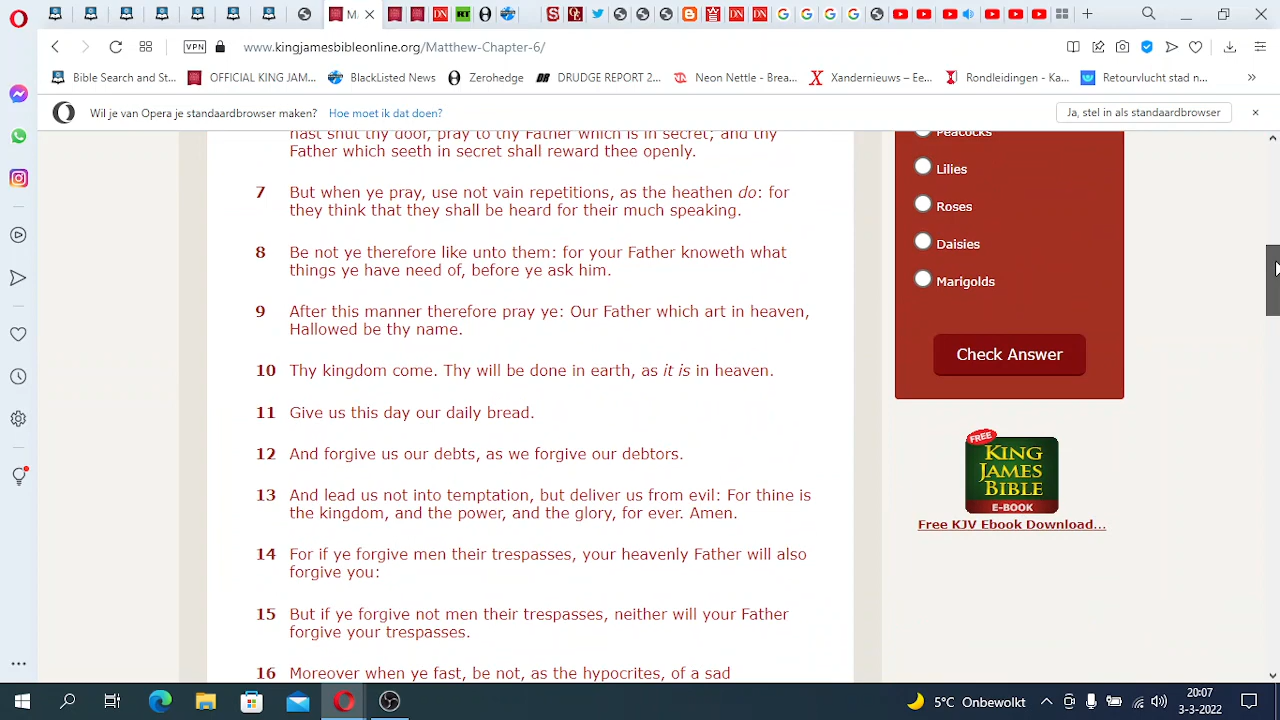 Ma
DN
RT
DN
DN
VPN
www.kingjamesbibleonline.org/Matthew-Chapter-6/
Bible Search and St...
OFFICIAL KING JAM...
BlackListed News
Zerohedge
DRUDGE REPORT 2...
Neon Nettle - Brea...
Xandernieuws – Ee...
Rondleidingen - Ka...
Retourvlucht stad n...
Wil je van Opera je standaardbrowser maken? Hoe moet ik dat doen?
Ja, stel in als standaardbrowser
hast shut thy door, pray to thy Father which is in secret; and thy
Father which seeth in secret shall reward thee openly.
7 But when ye pray, use not vain repetitions, as the heathen do: for
they think that they shall be heard for their much speaking.
8 Be not ye therefore like unto them: for your Father knoweth what
things ye have need of, before ye ask him.
9 After this manner therefore pray ye: Our Father which art in heaven,
Hallowed be thy name.
10 Thy kingdom come. Thy will be done in earth, as it is in heaven.
11 Give us this day our daily bread.
12 And forgive us our debts, as we forgive our debtors.
13 And lead us not into temptation, but deliver us from evil: For thine is
the kingdom, and the power, and the glory, for ever. Amen.
14 For if ye forgive men their trespasses, your heavenly Father will also
forgive you:
15 But if ye forgive not men their trespasses, neither will your Father
forgive your trespasses.
16 Moreover when ye fast, be not, as the hypocrites, of a sad
Peacocks
Lilies
Roses
Daisies
Marigolds
Check Answer
FREE
KING
JAMES
BIBLE
E-BOOK
Free KJV Ebook Download...
5°C Onbewolkt
20:07
3-3-2022